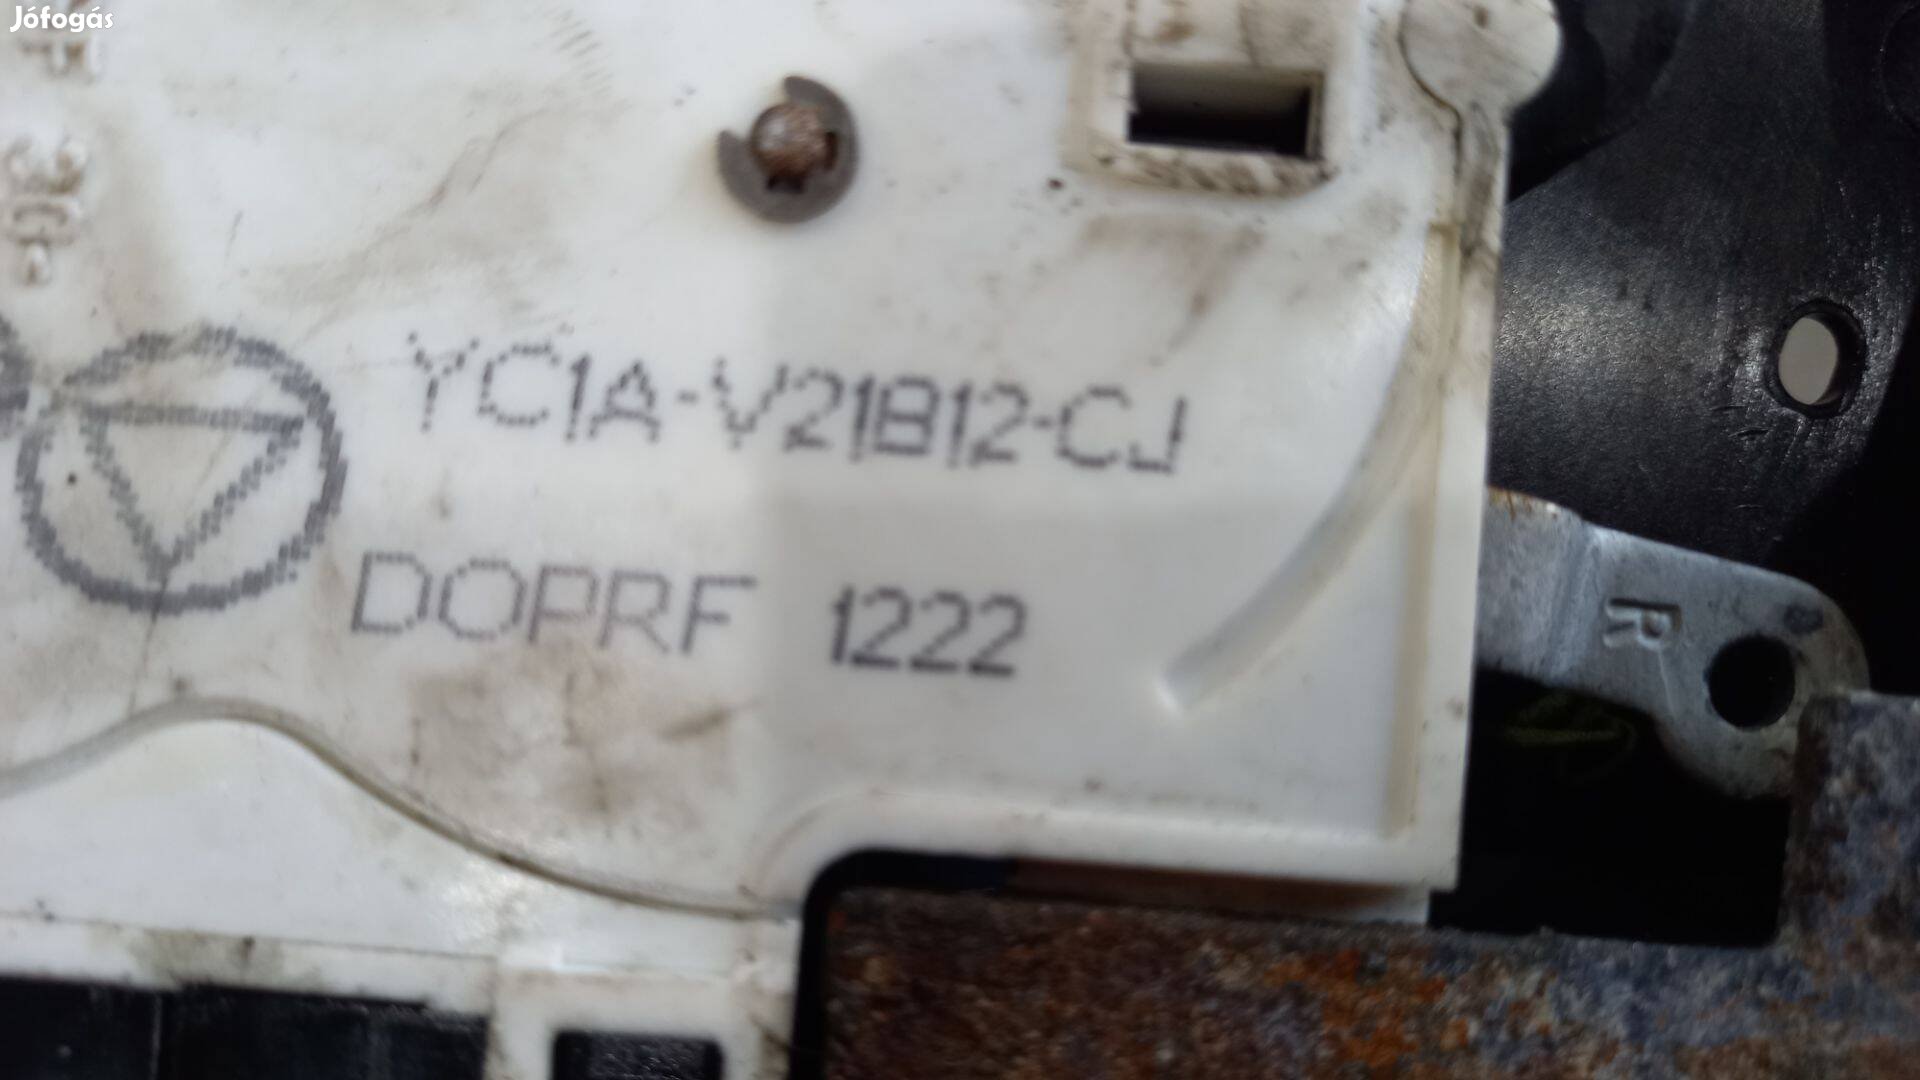 Jófogás
YC1A-V21812-CJ
DOPRF 1222
R